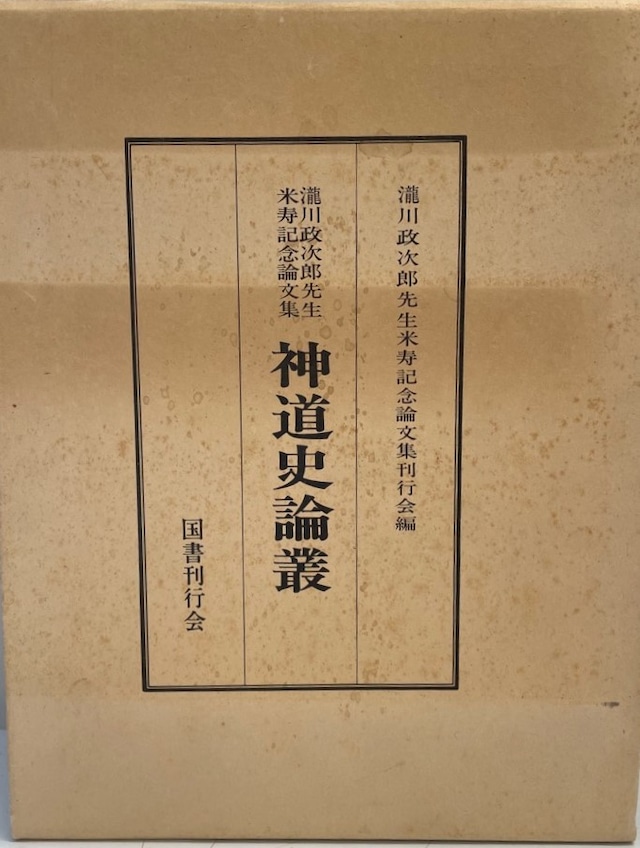 瀧川政次郎先生米寿記念論文集刊行会編
瀧川政次郎先生
米寿記念論文集
神道史論叢
国書刊行会